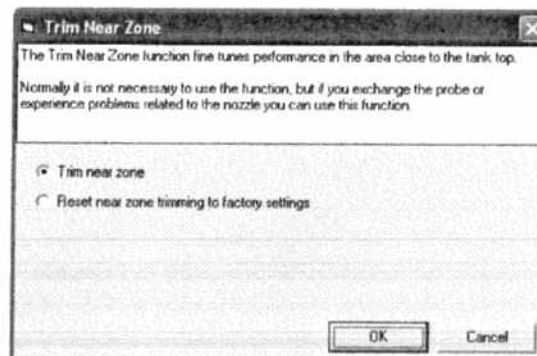 Trim Near Zone
The Trim Near Zone function fine tunes performance in the area close to the tank top.
Normally it is not necessary to use the function, but if you exchange the probe or
experience problems related to the nozzle you can use this function.
Trim near zone
Reset near zone trimming to factory settings
OK
Cancel